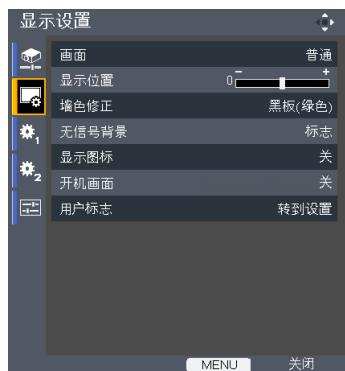 显示设置
画面 普通
显示位置 0 - +
墙色修正 黑板(绿色)
1 无信号背景 标志
显示图标 关
2 开机画面 关
用户标志 转到设置
MENU 关闭